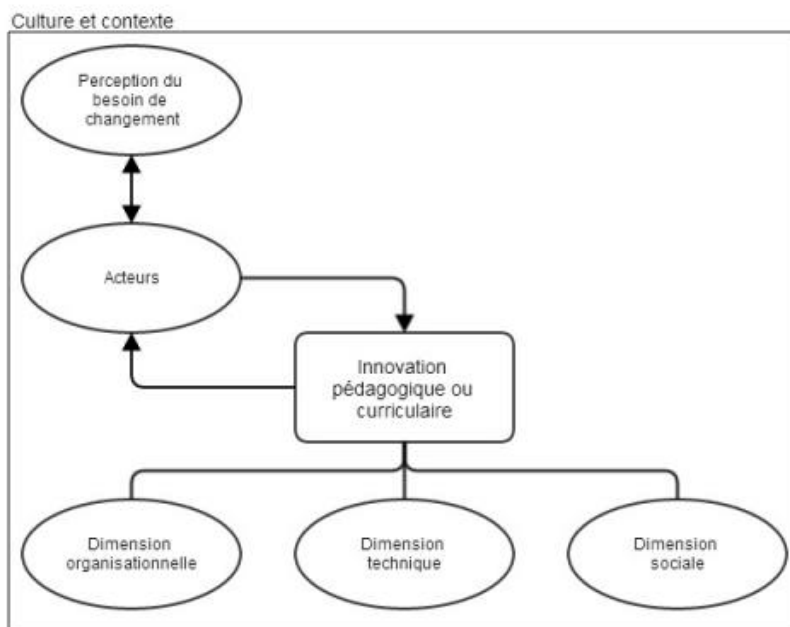 Culture et contexte
Perception du
besoin de
changement
Acteurs
Innovation
pédagogique ou
curriculaire
Dimension
organisationnelle
Dimension
technique
Dimension
sociale